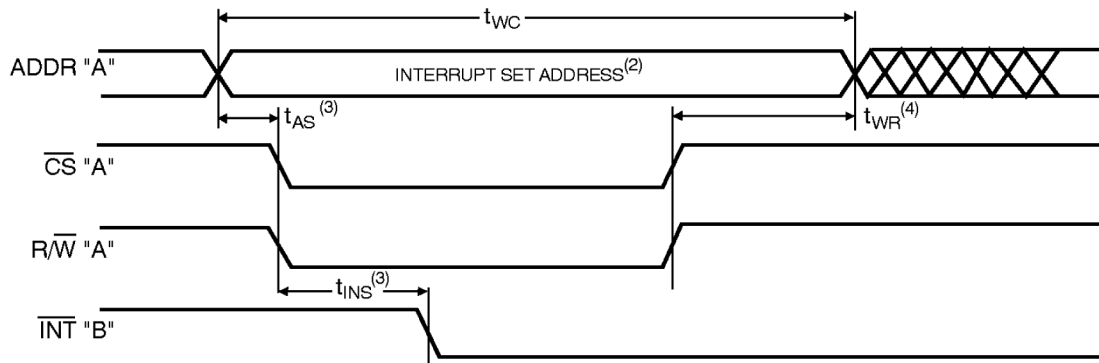 tWC
ADDR "A"
INTERRUPT SET ADDRESS(2)
tAS(3)
tWR(4)
CS "A"
R/W "A"
tINS(3)
INT "B"